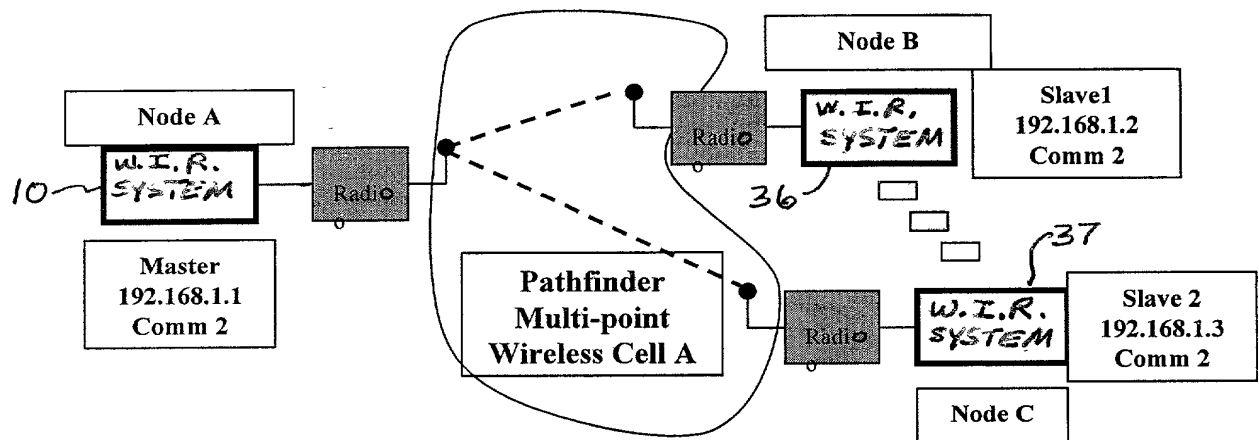 Node A
W.I.R.
SYSTEM
10
Radio
o
Master
192.168.1.1
Comm 2
Pathfinder
Multi-point
Wireless Cell A
Node B
Radio
o
W.I.R.
SYSTEM
36
Slave1
192.168.1.2
Comm 2
37
Radio
o
W.I.R.
SYSTEM
Slave 2
192.168.1.3
Comm 2
Node C